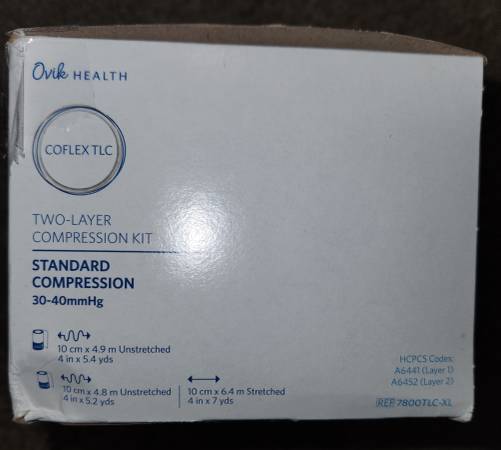 Ovik HEALTH
COFLEX TLC
TWO-LAYER
COMPRESSION KIT
STANDARD
COMPRESSION
30-40mmHg
10 cm x 4.9 m Unstretched
4 in x 5.4 yds
10 cm x 4.8 m Unstretched
4 in x 5.2 yds
10 cm x 6.4 m Stretched
4 in x 7 yds
HCPCS Codes:
A6441 (Layer 1)
A6452 (Layer 2)
REF 7800TLC-XL